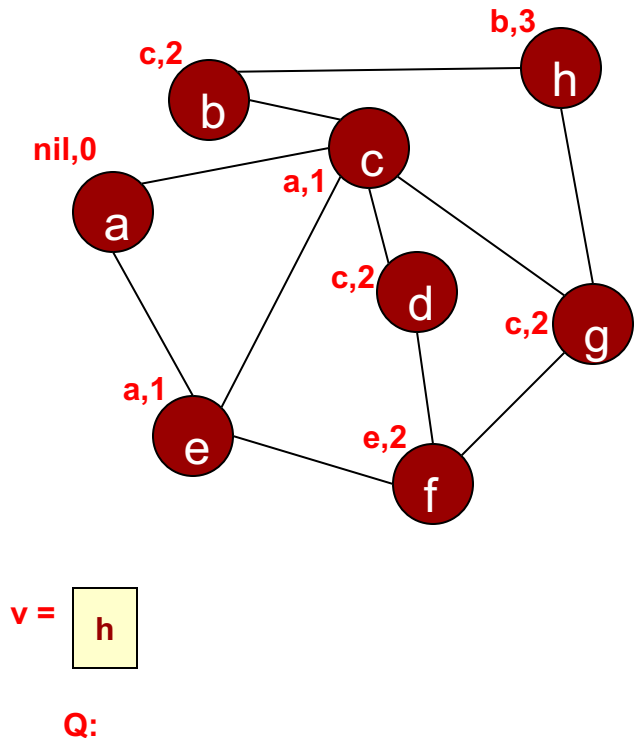 b,3
c,2
h
b
nil,0
c
a,1
a
c,2
d
c,2
g
a,1
e
e,2
f
v = h
Q: